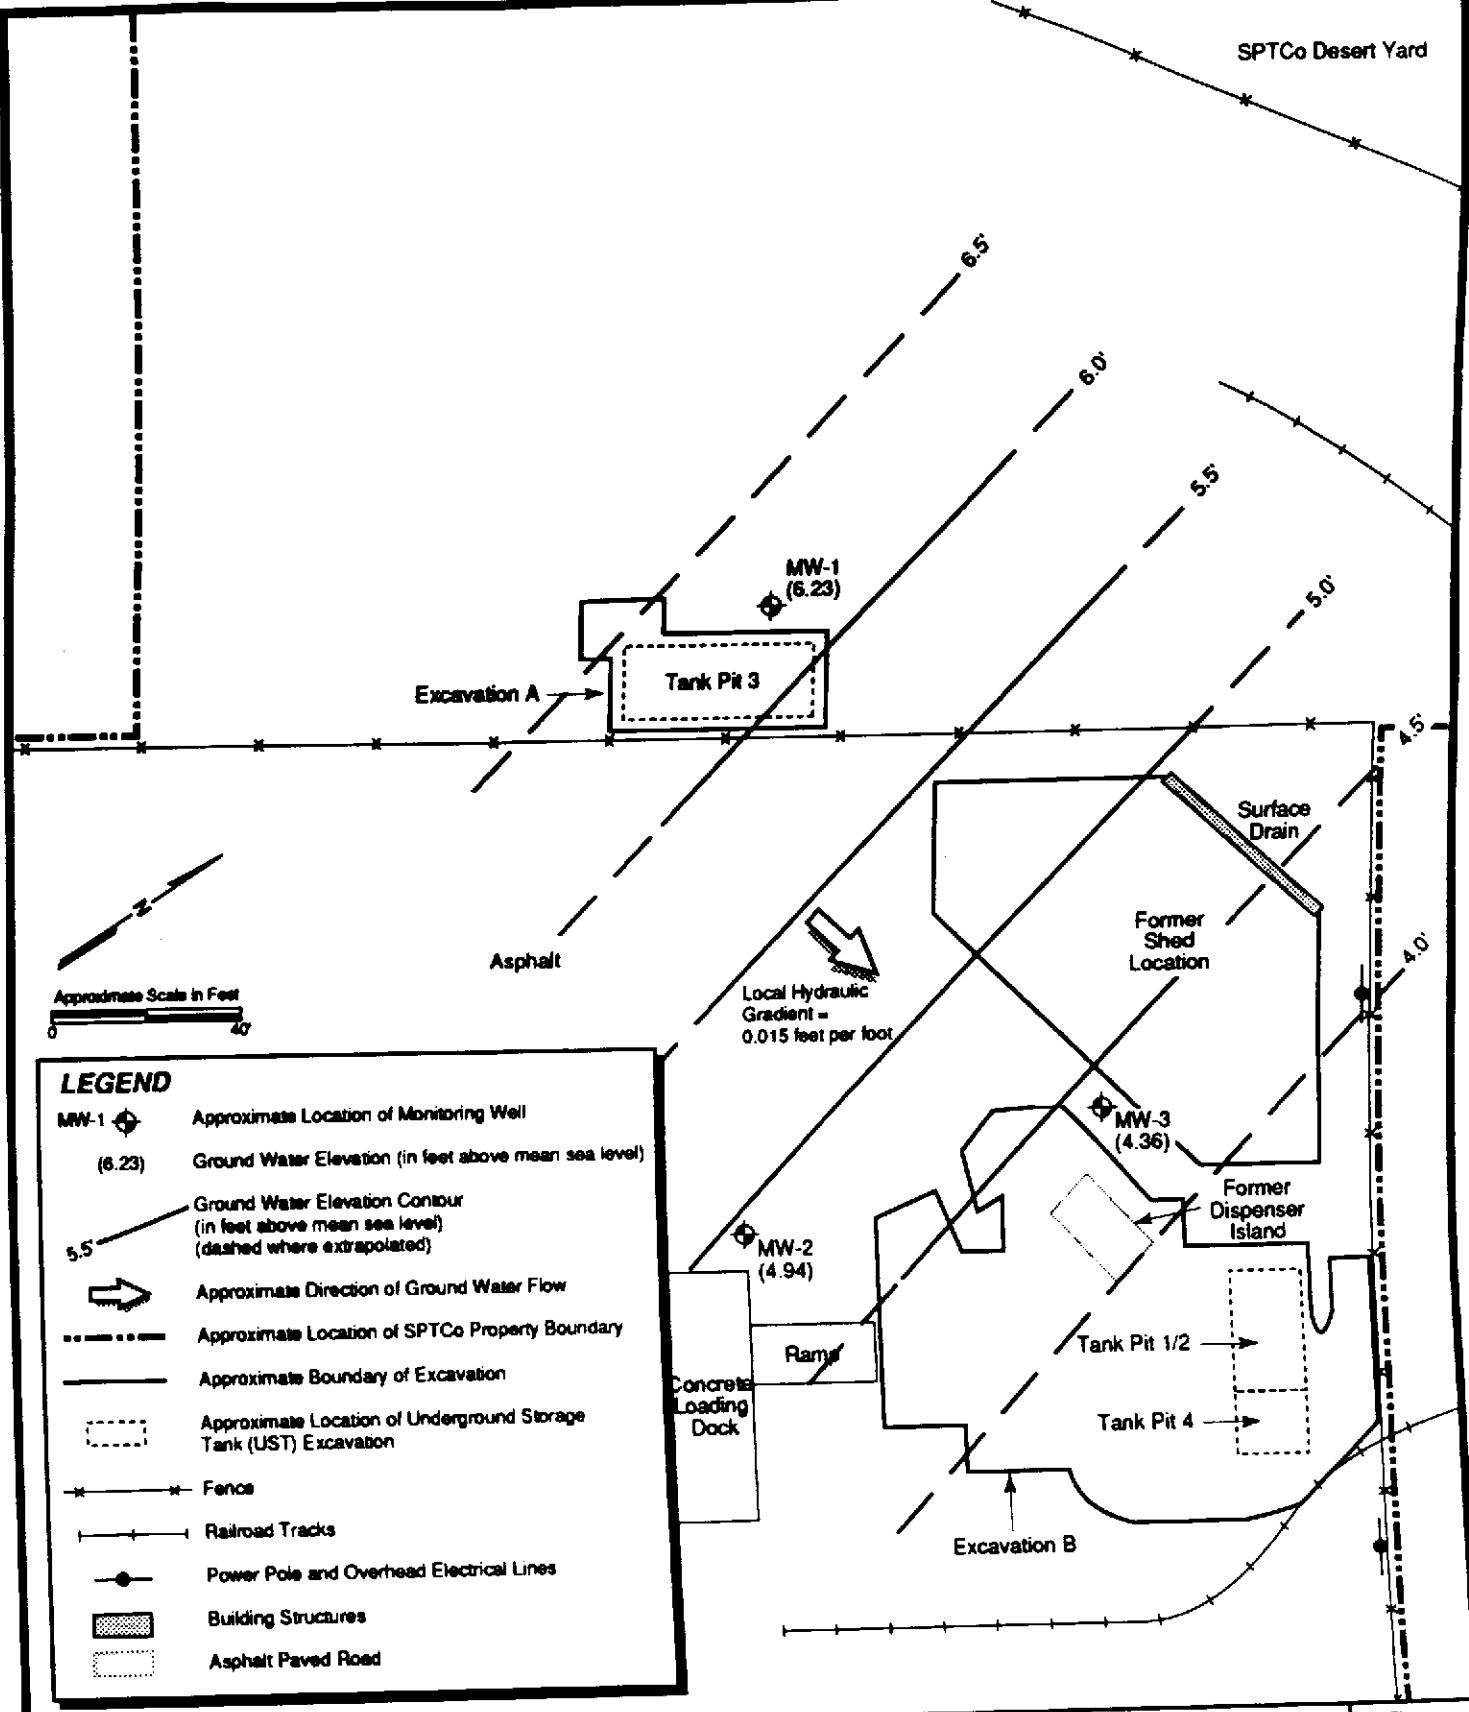 SPTCo Desert Yard
6.5'
6.0'
5.5'
5.0'
4.5'
4.0'
MW-1
(6.23)
Tank Pit 3
Excavation A
Surface
Drain
Former
Shed
Location
N
Asphalt
Approximate Scale in Feet
0 40'
Local Hydraulic
Gradient =
0.015 feet per foot
MW-3
(4.36)
Former
Dispenser
Island
MW-2
(4.94)
Ramp
Concrete
Loading
Dock
Tank Pit 1/2
Tank Pit 4
Excavation B
LEGEND
MW-1 Approximate Location of Monitoring Well
(6.23) Ground Water Elevation (in feet above mean sea level)
5.5' Ground Water Elevation Contour
(in feet above mean sea level)
(dashed where extrapolated)
Approximate Direction of Ground Water Flow
Approximate Location of SPTCo Property Boundary
Approximate Boundary of Excavation
Approximate Location of Underground Storage
Tank (UST) Excavation
Fence
Railroad Tracks
Power Pole and Overhead Electrical Lines
Building Structures
Asphalt Paved Road